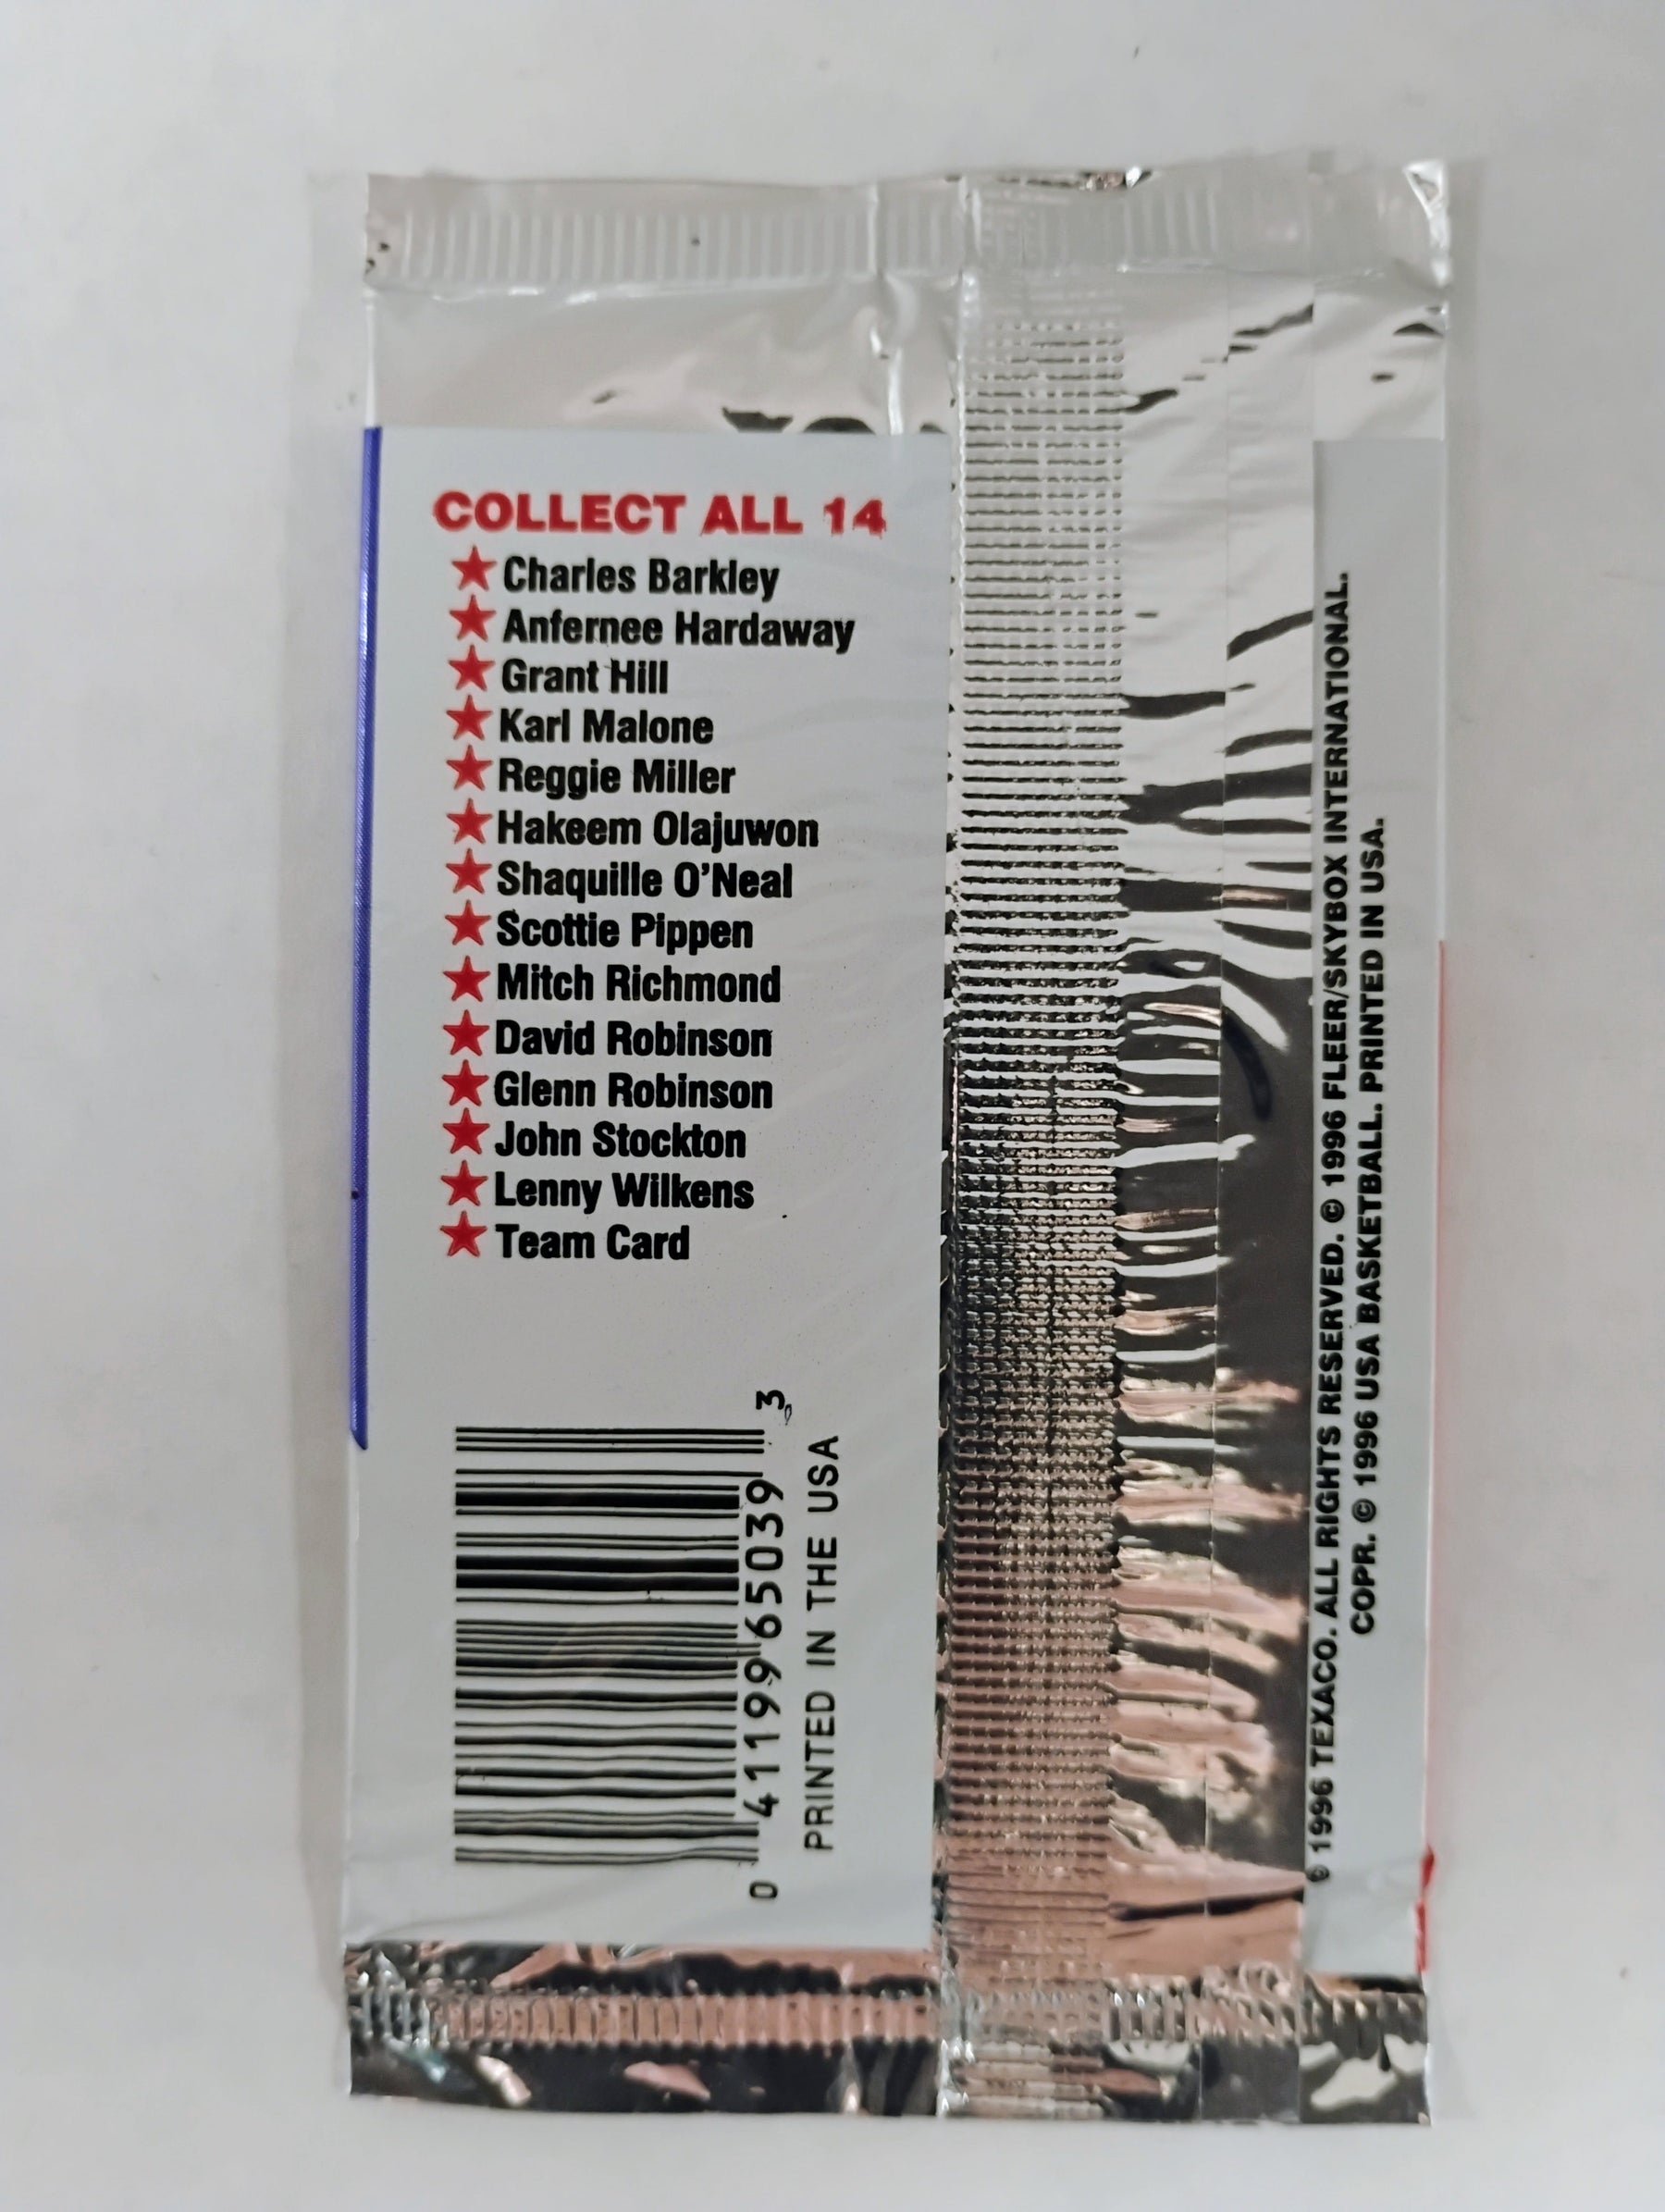 COLLECT ALL 14
★ Charles Barkley
★ Anfernee Hardaway
★ Grant Hill
★ Karl Malone
★ Reggie Miller
★ Hakeem Olajuwon
★ Shaquille O'Neal
★ Scottie Pippen
★ Mitch Richmond
★ David Robinson
★ Glenn Robinson
★ John Stockton
★ Lenny Wilkens
★ Team Card
0 41199 65039 3
PRINTED IN THE USA
© 1996 TEXACO. ALL RIGHTS RESERVED. © 1996 FLEER/SKYBOX INTERNATIONAL.
COPR. © 1996 USA BASKETBALL. PRINTED IN USA.